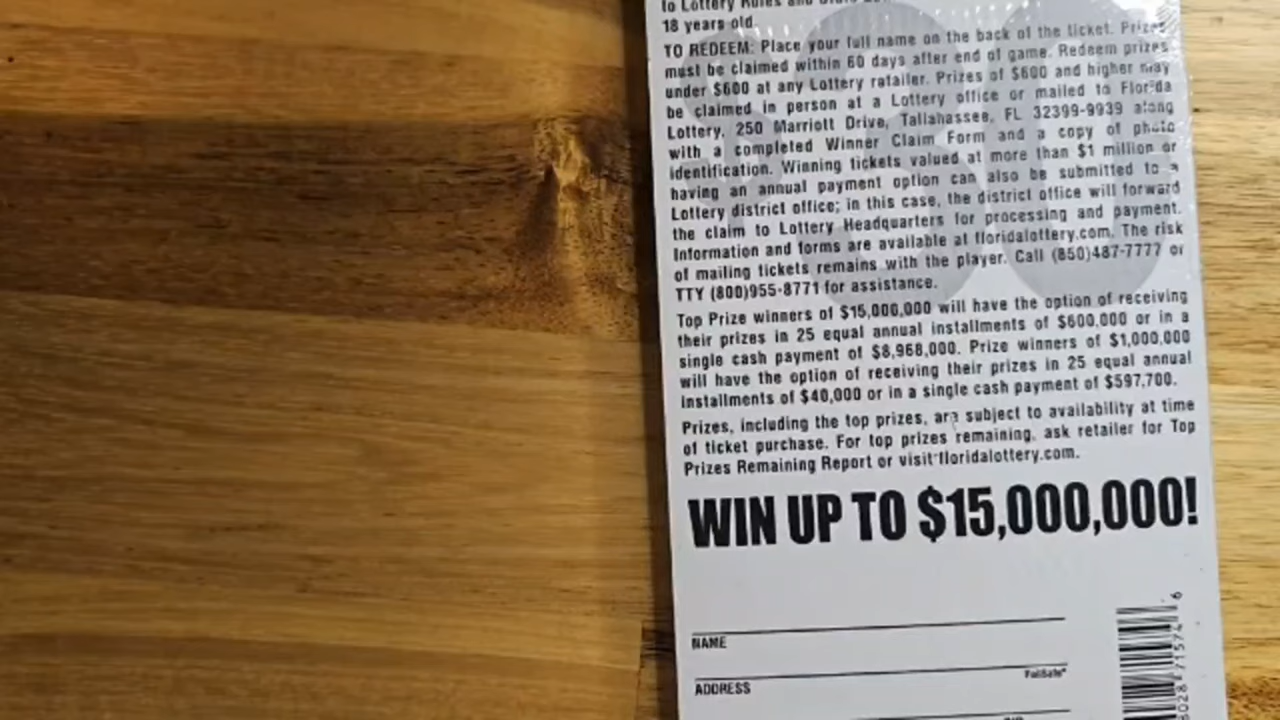 to Lottery Rules and State
18 years old.
TO REDEEM: Place your full name on the back of the ticket. Prizes
must be claimed within 60 days after end of game. Redeem prizes
under $600 at any Lottery retailer. Prizes of $600 and higher may
be claimed in person at a Lottery office or mailed to Florida
Lottery, 250 Marriott Drive, Tallahassee, FL 32399-9939 along
with a completed Winner Claim Form and a copy of photo
identification. Winning tickets valued at more than $1 million or
having an annual payment option can also be submitted to a
Lottery district office; in this case, the district office will forward
the claim to Lottery Headquarters for processing and payment.
Information and forms are available at floridalottery.com. The risk
of mailing tickets remains with the player. Call (850)487-7777 or
TTY (800)955-8771 for assistance.
Top Prize winners of $15,000,000 will have the option of receiving
their prizes in 25 equal annual installments of $600,000 or in a
single cash payment of $8,968,000. Prize winners of $1,000,000
will have the option of receiving their prizes in 25 equal annual
installments of $40,000 or in a single cash payment of $597,700.
Prizes, including the top prizes, are subject to availability at time
of ticket purchase. For top prizes remaining, ask retailer for Top
Prizes Remaining Report or visit floridalottery.com.
WIN UP TO $15,000,000!
NAME
FailSafe®
ADDRESS